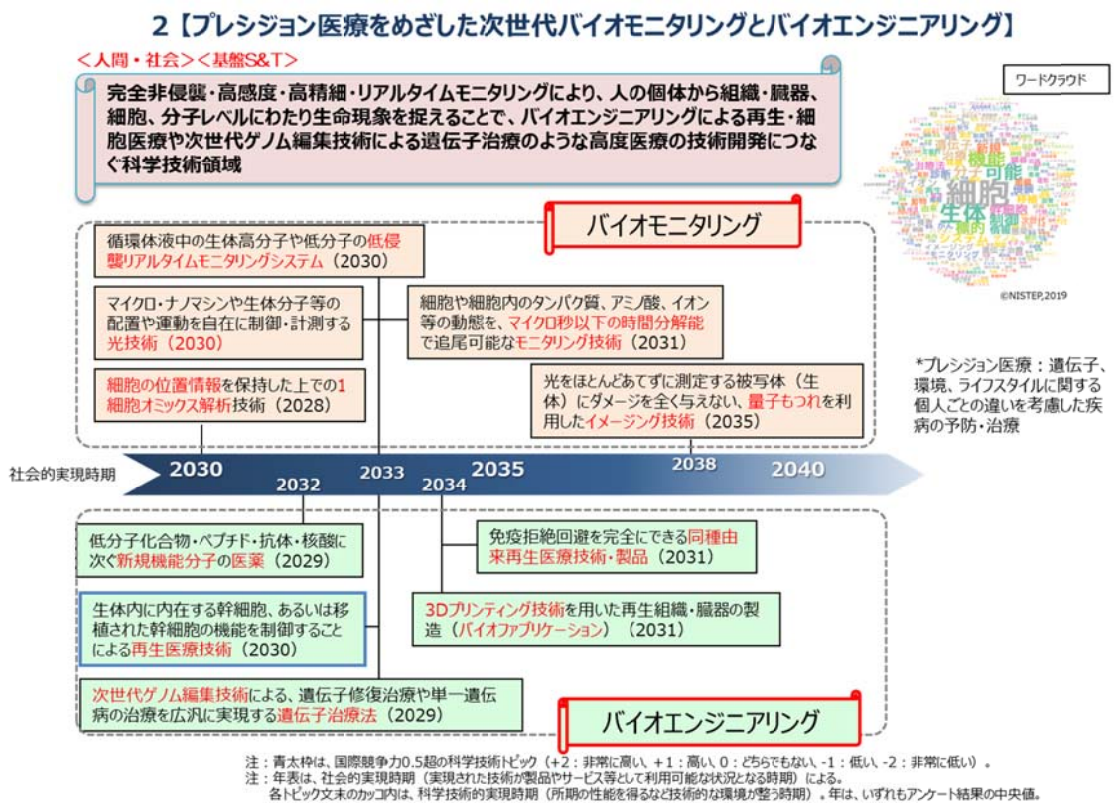 2【プレシジョン医療をめざした次世代バイオモニタリングとバイオエンジニアリング】
＜人間・社会＞＜基盤S&T＞
完全非侵襲・高感度・高精細・リアルタイムモニタリングにより、人の個体から組織・臓器、
細胞、分子レベルにわたり生命現象を捉えることで、バイオエンジニアリングによる再生・細
胞医療や次世代ゲノム編集技術による遺伝子治療のような高度医療の技術開発につな
ぐ科学技術領域
ワードクラウド
細胞
生体
機能
可能
制御
分子
標的
幹細胞
システム
イメージング
モニタリング
©NISTEP,2019
バイオモニタリング
循環体液中の生体高分子や低分子の低侵
襲リアルタイムモニタリングシステム（2030）
マイクロ・ナノマシンや生体分子等の
配置や運動を自在に制御・計測する
光技術（2030）
細胞や細胞内のタンパク質、アミノ酸、イオン
等の動態を、マイクロ秒以下の時間分解能
で追尾可能なモニタリング技術（2031）
細胞の位置情報を保持した上での1
細胞オミックス解析技術（2028）
光をほとんどあてずに測定する被写体（生
体）にダメージを全く与えない、量子もつれを利
用したイメージング技術（2035）
*プレシジョン医療：遺伝子、
環境、ライフスタイルに関する
個人ごとの違いを考慮した疾
病の予防・治療
社会的実現時期
2030
2032
2033
2034
2035
2038
2040
低分子化合物・ペプチド・抗体・核酸に
次ぐ新規機能分子の医薬（2029）
免疫拒絶回避を完全にできる同種由
来再生医療技術・製品（2031）
生体内に内在する幹細胞、あるいは移
植された幹細胞の機能を制御すること
による再生医療技術（2030）
3Dプリンティング技術を用いた再生組織・臓器の製
造（バイオファブリケーション）（2031）
次世代ゲノム編集技術による、遺伝子修復治療や単一遺伝
病の治療を広汎に実現する遺伝子治療法（2029）
バイオエンジニアリング
注：青太枠は、国際競争力0.5超の科学技術トピック（+2：非常に高い、+1：高い、0：どちらでもない、-1：低い、-2：非常に低い）。
注：年表は、社会的実現時期（実現された技術が製品やサービス等として利用可能な状況となる時期）による。
各トピック文末のカッコ内は、科学技術的実現時期（所期の性能を得るなど技術的な環境が整う時期）。年は、いずれもアンケート結果の中央値。